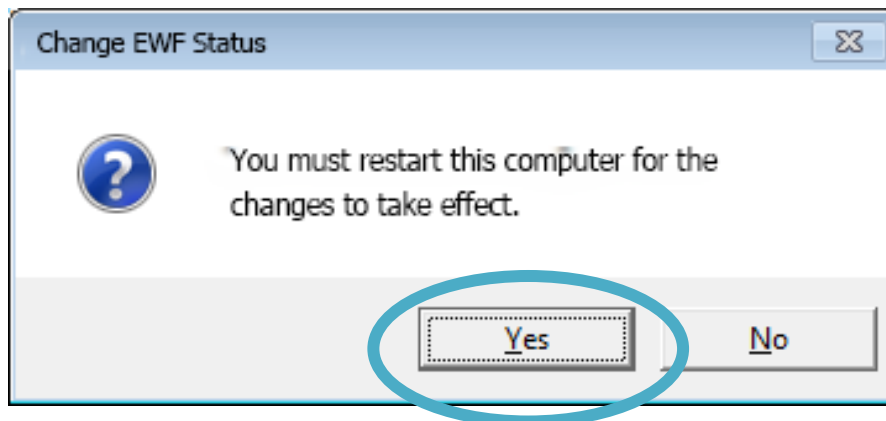 Change EWF Status
You must restart this computer for the
changes to take effect.
Yes
No